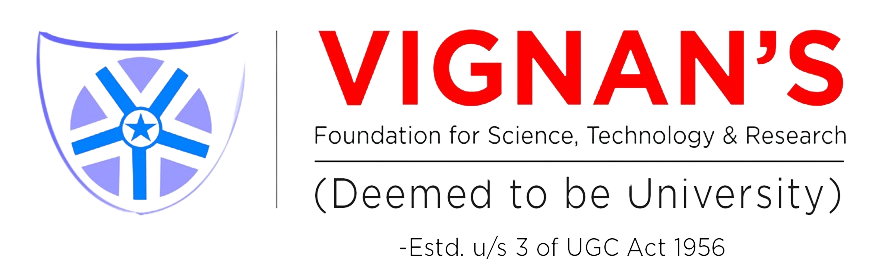 VIGNAN'S
Foundation for Science, Technology & Research
(Deemed to be University)
-Estd. u/s 3 of UGC Act 1956